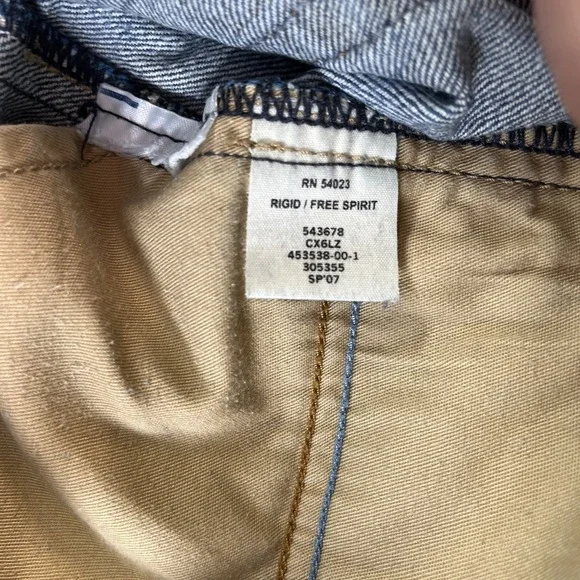 RN 54023
RIGID / FREE SPIRIT
543678
CX6LZ
453538-00-1
305355
SP'07